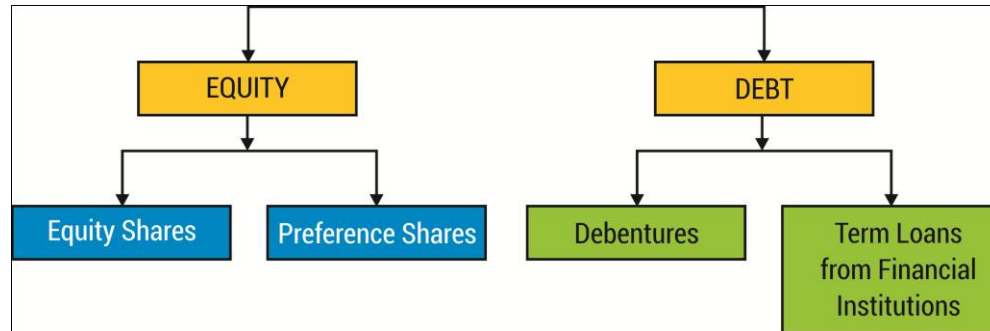 EQUITY
DEBT
Equity Shares
Preference Shares
Debentures
Term Loans
from Financial
Institutions